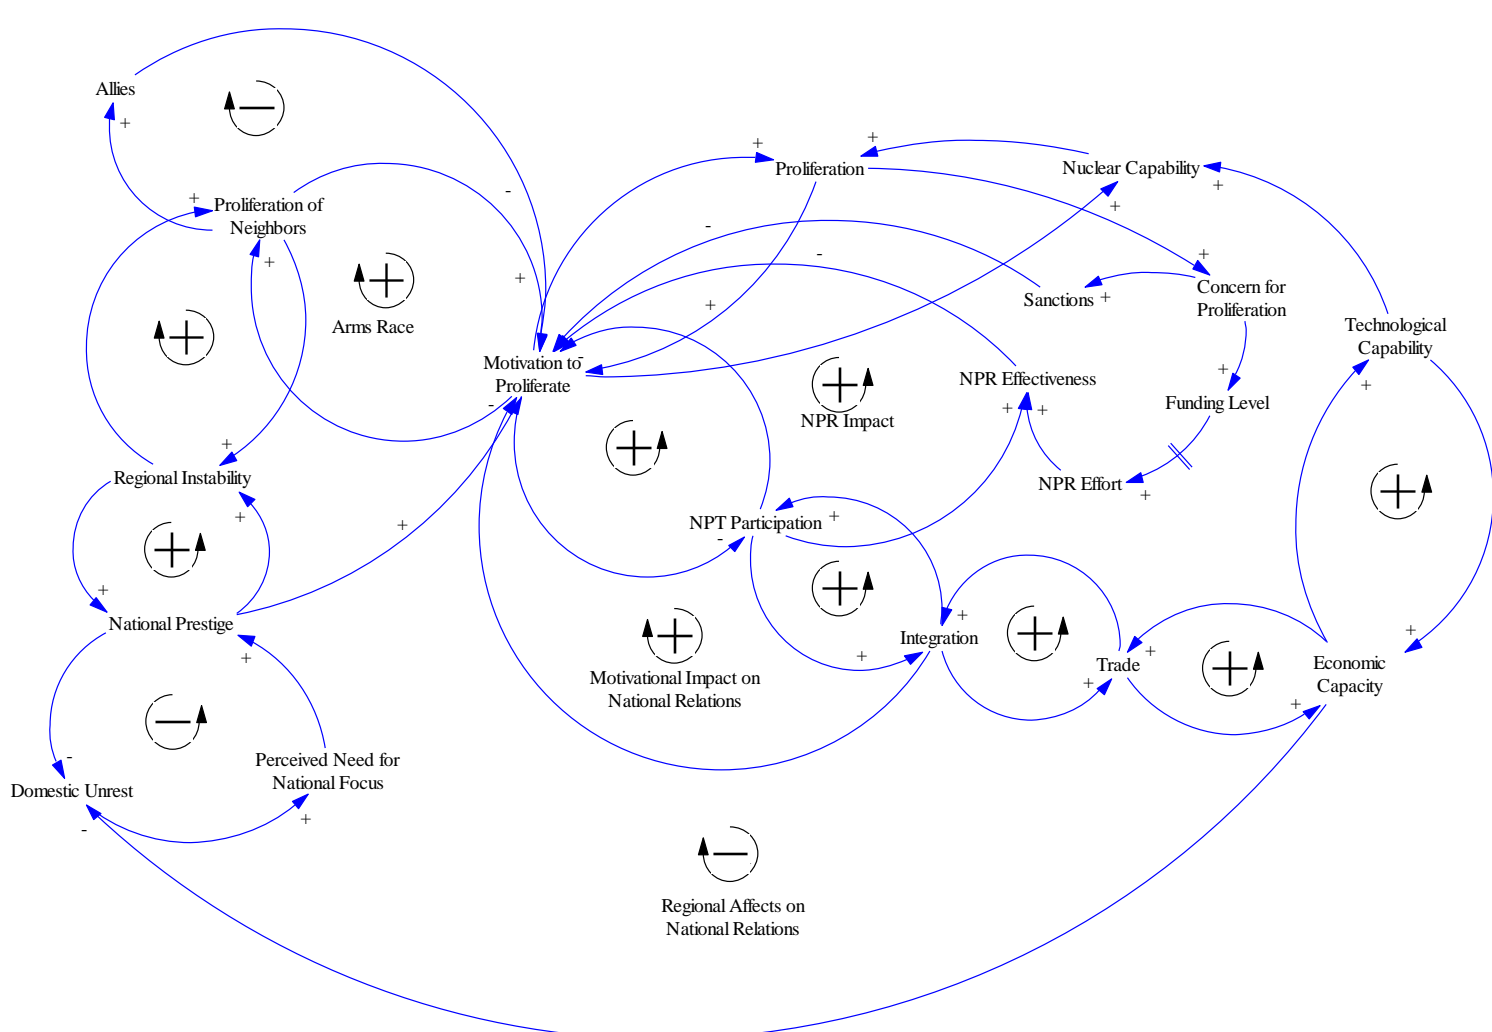 Allies
Proliferation of
Neighbors
Arms Race
Proliferation
Nuclear Capability
Sanctions
Concern for
Proliferation
Technological
Capability
Motivation to
Proliferate
NPR Effectiveness
Funding Level
NPR Impact
Regional Instability
NPR Effort
NPT Participation
National Prestige
Integration
Trade
Economic
Capacity
Motivational Impact on
National Relations
Perceived Need for
National Focus
Domestic Unrest
Regional Affects on
National Relations